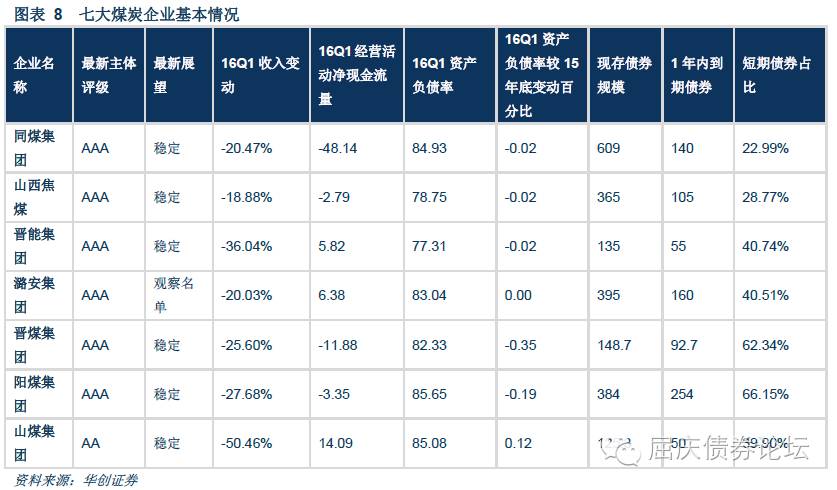 图表 8 七大煤炭企业基本情况
企业名称 最新主体评级 最新展望 16Q1 收入变动 16Q1 经营活动净现金流量 16Q1 资产负债率 16Q1 资产负债率较 15年底变动百分比 现存债券规模 1 年内到期债券 短期债券占比
同煤集团 AAA 稳定 -20.47% -48.14 84.93 -0.02 609 140 22.99%
山西焦煤 AAA 稳定 -18.88% -2.79 78.75 -0.02 365 105 28.77%
晋能集团 AAA 稳定 -36.04% 5.82 77.31 -0.02 135 55 40.74%
潞安集团 AAA 观察名单 -20.03% 6.38 83.04 0.00 395 160 40.51%
晋煤集团 AAA 稳定 -25.60% -11.88 82.33 -0.35 148.7 92.7 62.34%
阳煤集团 AAA 稳定 -27.68% -3.35 85.65 -0.19 384 254 66.15%
山煤集团 AA 稳定 -50.46% 14.09 85.08 0.12 50
屈庆债券论坛
资料来源：华创证券